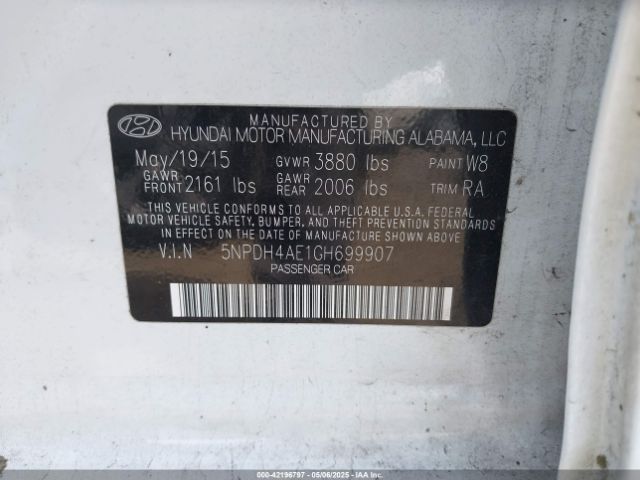 MANUFACTURED BY
HYUNDAI MOTOR MANUFACTURING ALABAMA, LLC
May/19/15 GVWR 3880 lbs PAINT W8
GAWR FRONT 2161 lbs GAWR REAR 2006 lbs TRIM RA
THIS VEHICLE CONFORMS TO ALL APPLICABLE U.S.A. FEDERAL
MOTOR VEHICLE SAFETY, BUMPER, AND THEFT PREVENTION STANDARDS
IN EFFECT ON THE DATE OF MANUFACTURE SHOWN ABOVE.
V.I.N 5NPDH4AE1GH699907
PASSENGER CAR
000-42196797 - 05/06/2025 - COPYRIGHT IAA, LLC.